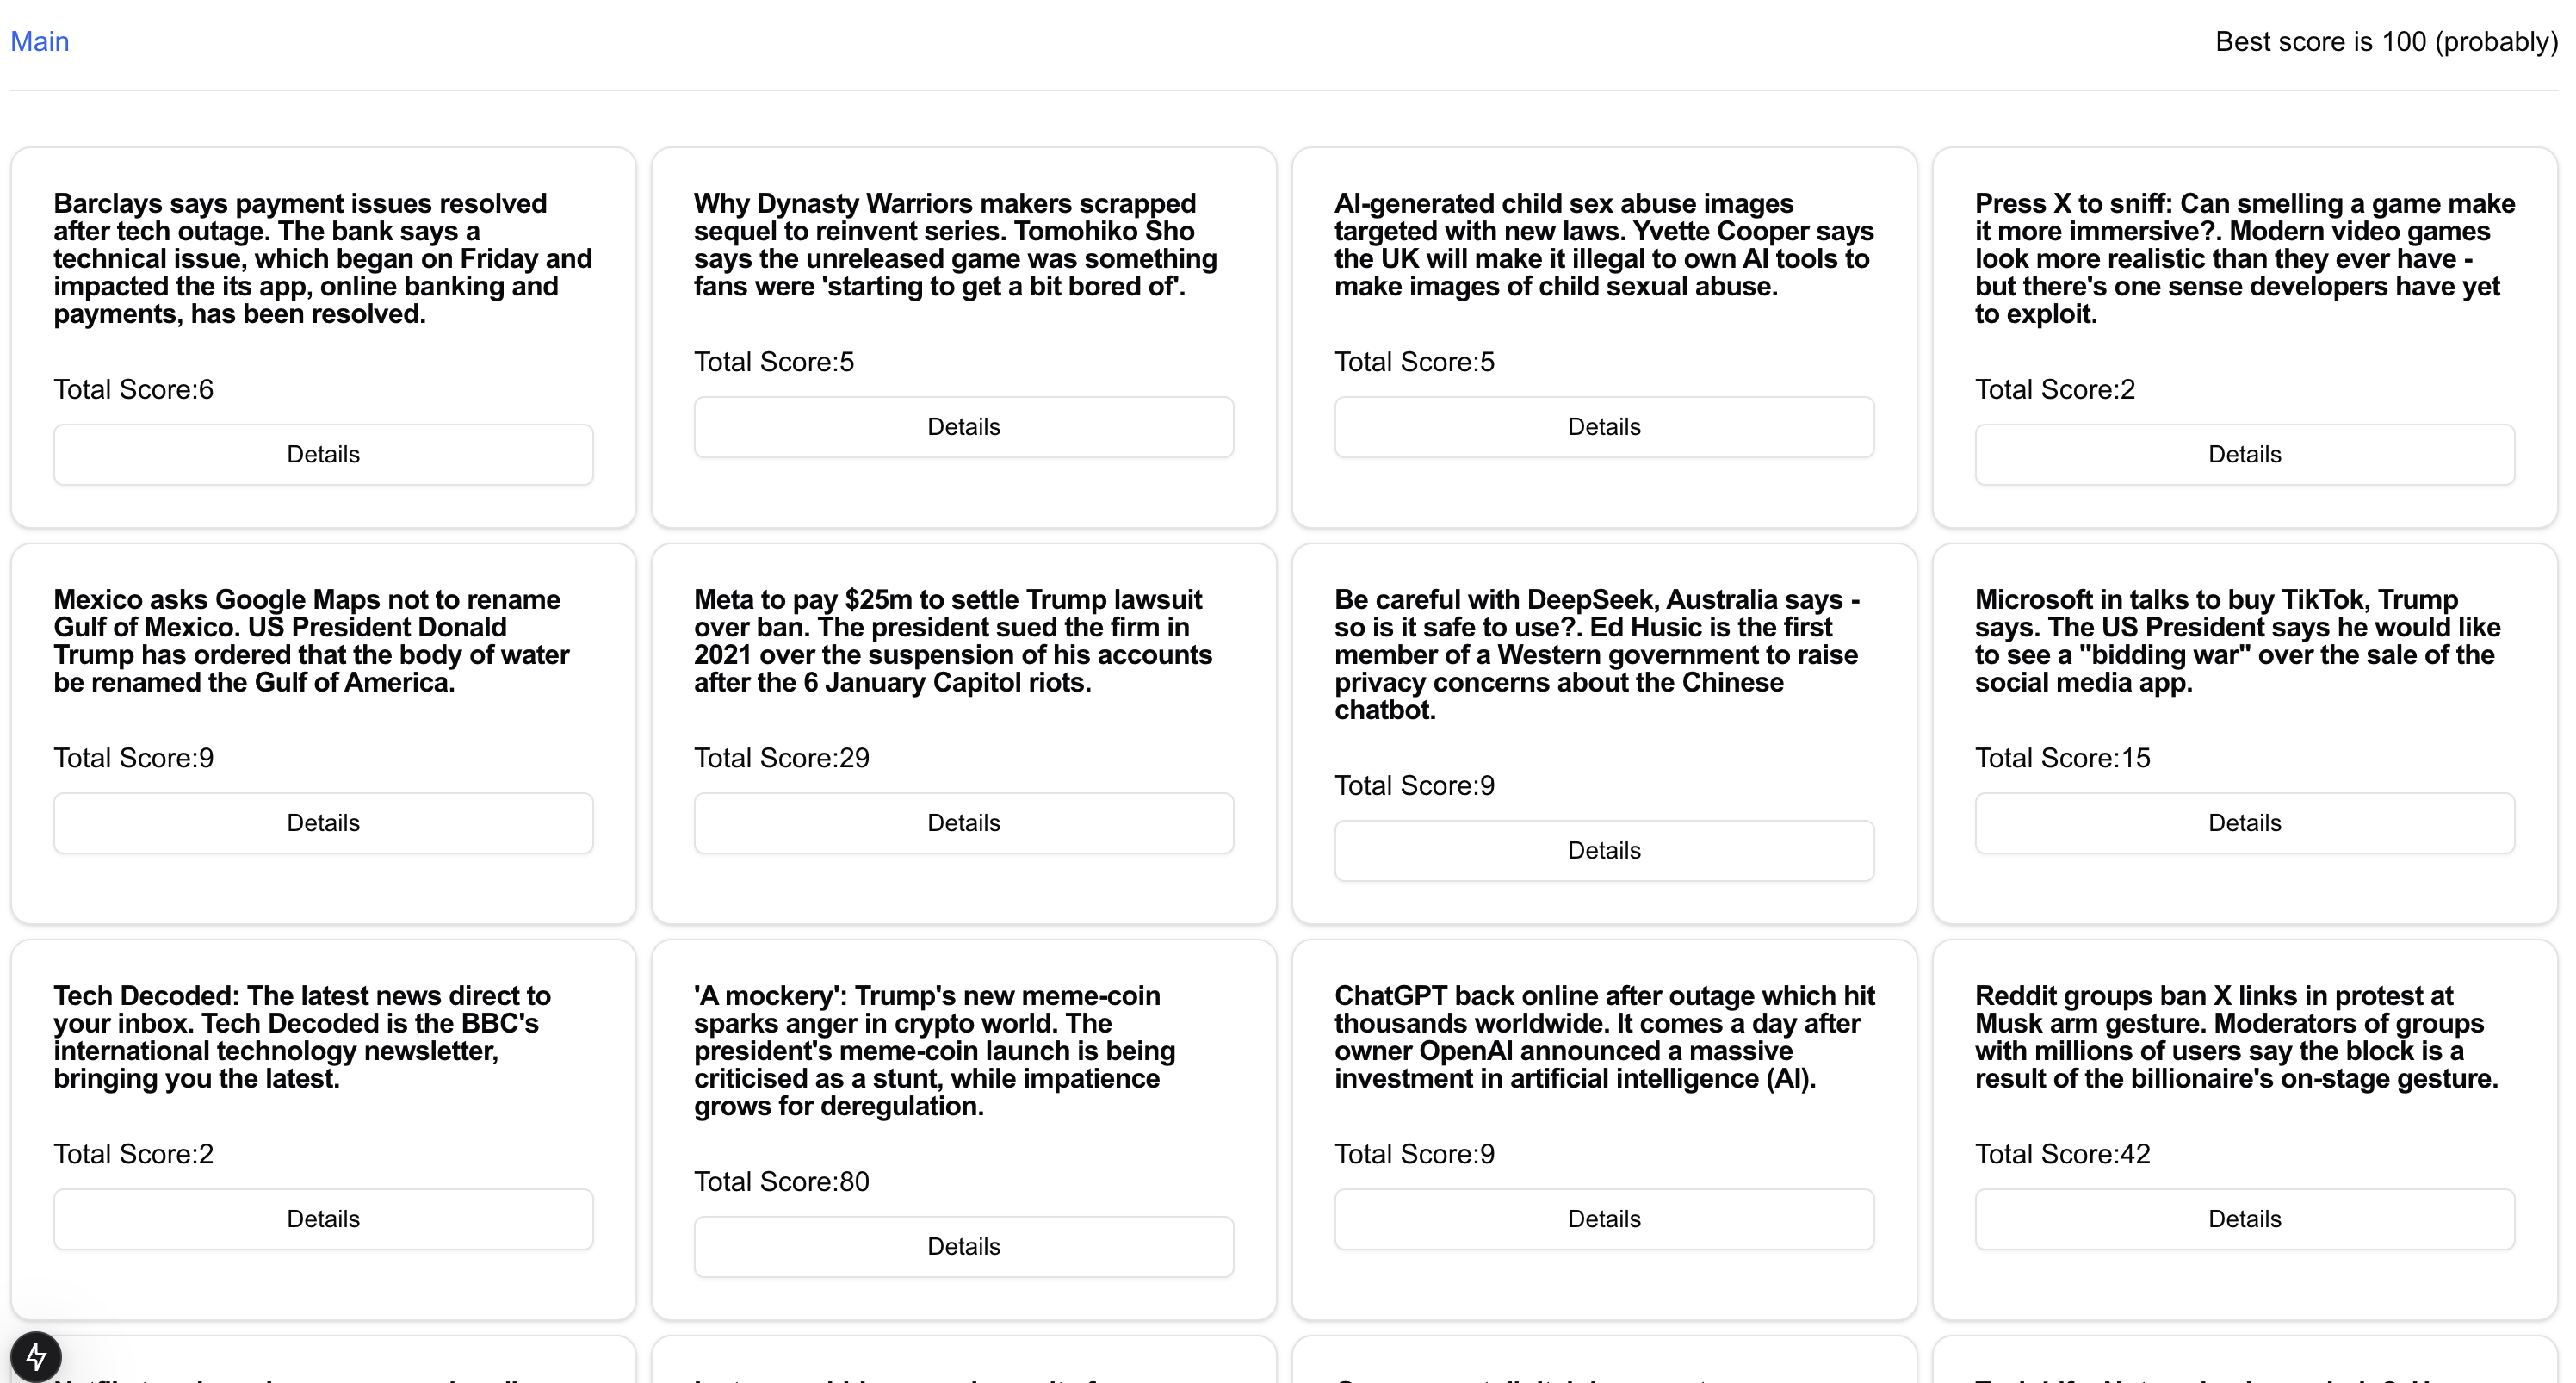 Main
Best score is 100 (probably)
Barclays says payment issues resolved
after tech outage. The bank says a
technical issue, which began on Friday and
impacted the its app, online banking and
payments, has been resolved.
Total Score:6
Details
Why Dynasty Warriors makers scrapped
sequel to reinvent series. Tomohiko Sho
says the unreleased game was something
fans were 'starting to get a bit bored of'.
Total Score:5
Details
AI-generated child sex abuse images
targeted with new laws. Yvette Cooper says
the UK will make it illegal to own AI tools to
make images of child sexual abuse.
Total Score:5
Details
Press X to sniff: Can smelling a game make
it more immersive?. Modern video games
look more realistic than they ever have -
but there's one sense developers have yet
to exploit.
Total Score:2
Details
Mexico asks Google Maps not to rename
Gulf of Mexico. US President Donald
Trump has ordered that the body of water
be renamed the Gulf of America.
Total Score:9
Details
Meta to pay $25m to settle Trump lawsuit
over ban. The president sued the firm in
2021 over the suspension of his accounts
after the 6 January Capitol riots.
Total Score:29
Details
Be careful with DeepSeek, Australia says -
so is it safe to use?. Ed Husic is the first
member of a Western government to raise
privacy concerns about the Chinese
chatbot.
Total Score:9
Details
Microsoft in talks to buy TikTok, Trump
says. The US President says he would like
to see a "bidding war" over the sale of the
social media app.
Total Score:15
Details
Tech Decoded: The latest news direct to
your inbox. Tech Decoded is the BBC's
international technology newsletter,
bringing you the latest.
Total Score:2
Details
'A mockery': Trump's new meme-coin
sparks anger in crypto world. The
president's meme-coin launch is being
criticised as a stunt, while impatience
grows for deregulation.
Total Score:80
Details
ChatGPT back online after outage which hit
thousands worldwide. It comes a day after
owner OpenAI announced a massive
investment in artificial intelligence (AI).
Total Score:9
Details
Reddit groups ban X links in protest at
Musk arm gesture. Moderators of groups
with millions of users say the block is a
result of the billionaire's on-stage gesture.
Total Score:42
Details